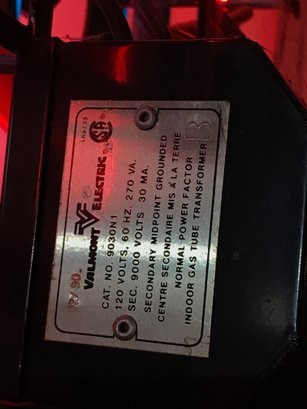 VALMONT
ELECTRIC
CAT. NO. 9030N1
120 VOLTS, 60 HZ. 270 VA.
SEC. 9000 VOLTS 30 MA.
SECONDARY MIDPOINT GROUNDED
CENTRE SECONDAIRE MIS A LA TERRE
NORMAL POWER FACTOR
INDOOR GAS TUBE TRANSFORMER B